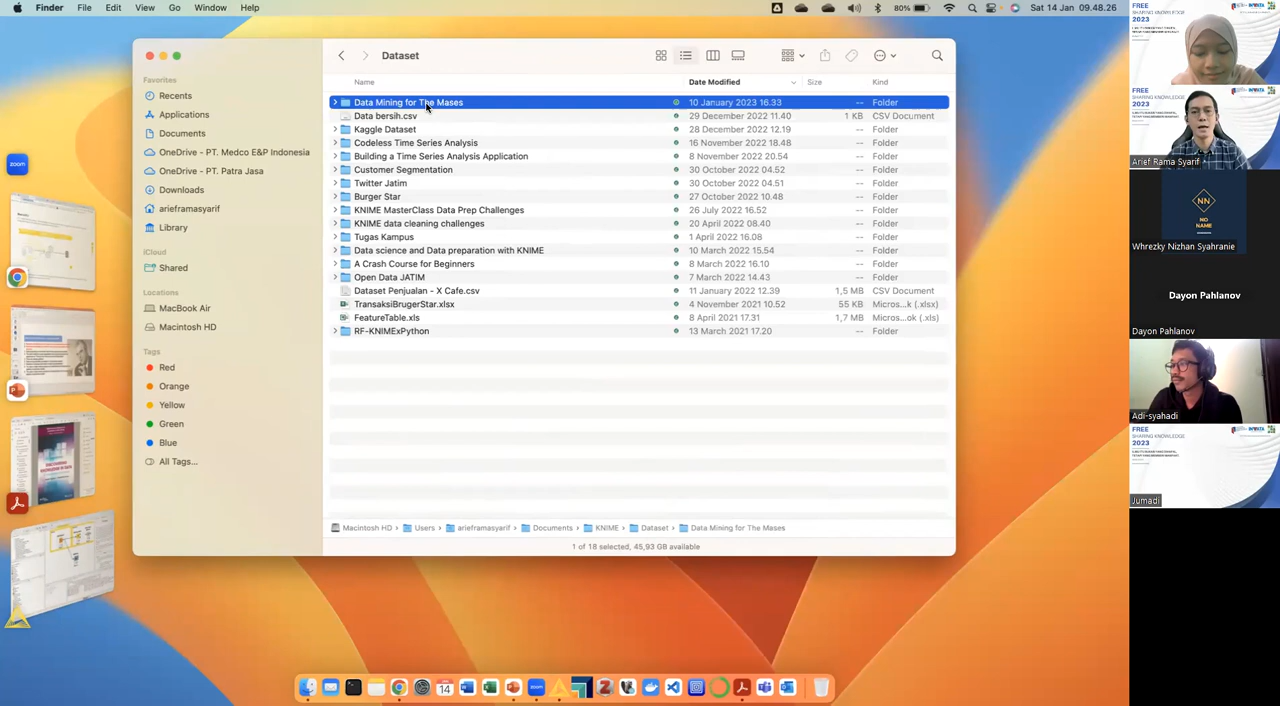 Finder File Edit View Go Window Help
80% Sat 14 Jan 09.48.26
Dataset
Favorites
Recents
Applications
Documents
OneDrive - PT. Medco E&P Indonesia
OneDrive - PT. Patra Jasa
Downloads
arieframasyarif
Library
iCloud
Shared
Locations
MacBook Air
Macintosh HD
Tags
Red
Orange
Yellow
Green
Blue
All Tags...
Name Date Modified Size Kind
Data Mining for The Mases 10 January 2023 16.33 -- Folder
Data bersih.csv 29 December 2022 11.40 1 KB CSV Document
Kaggle Dataset 28 December 2022 12.19 -- Folder
Codeless Time Series Analysis 16 November 2022 18.48 -- Folder
Building a Time Series Analysis Application 8 November 2022 20.54 -- Folder
Customer Segmentation 30 October 2022 04.52 -- Folder
Twitter Jatim 30 October 2022 04.51 -- Folder
Burger Star 27 October 2022 10.48 -- Folder
KNIME MasterClass Data Prep Challenges 26 July 2022 16.52 -- Folder
KNIME data cleaning challenges 20 April 2022 08.40 -- Folder
Tugas Kampus 1 April 2022 16.08 -- Folder
Data science and Data preparation with KNIME 10 March 2022 15.54 -- Folder
A Crash Course for Beginners 8 March 2022 16.10 -- Folder
Open Data JATIM 7 March 2022 14.43 -- Folder
Dataset Penjualan - X Cafe.csv 11 January 2022 12.39 1,5 MB CSV Document
TransaksiBrugerStar.xlsx 4 November 2021 10.52 55 KB Micros...k (.xlsx)
FeatureTable.xls 8 April 2021 17.31 1,7 MB Micros...ok (.xls)
RF-KNIMExPython 13 March 2021 17.20 -- Folder
Macintosh HD › Users › arieframasyarif › Documents › KNIME › Dataset › Data Mining for The Mases
1 of 18 selected, 45,93 GB available
zoom
14
zoom
FREE
SHARING KNOWLEDGE
2023
FREE
2023
Arief Rama Syarif
NN
NO
NAME
Whrezky Nizhan Syahranie
Dayon Pahlanov
Dayon Pahlanov
Adi-syahadi
FREE
SHARING KNOWLEDGE
2023
Jumadi